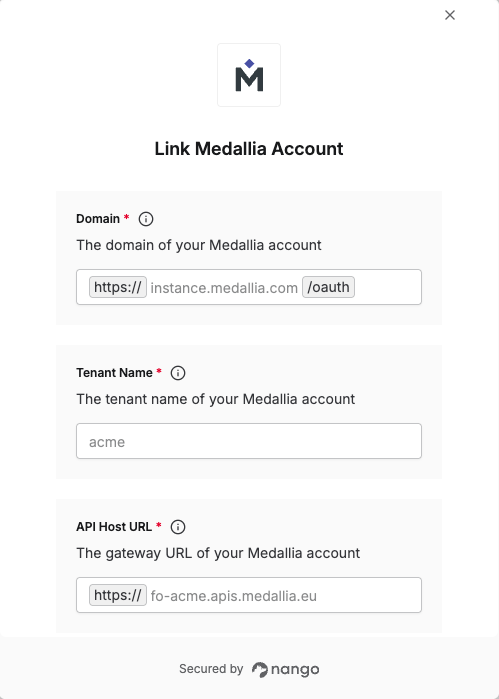 Link Medallia Account
Domain *
The domain of your Medallia account
https:// instance.medallia.com /oauth
Tenant Name *
The tenant name of your Medallia account
acme
API Host URL *
The gateway URL of your Medallia account
https:// fo-acme.apis.medallia.eu
Secured by nango